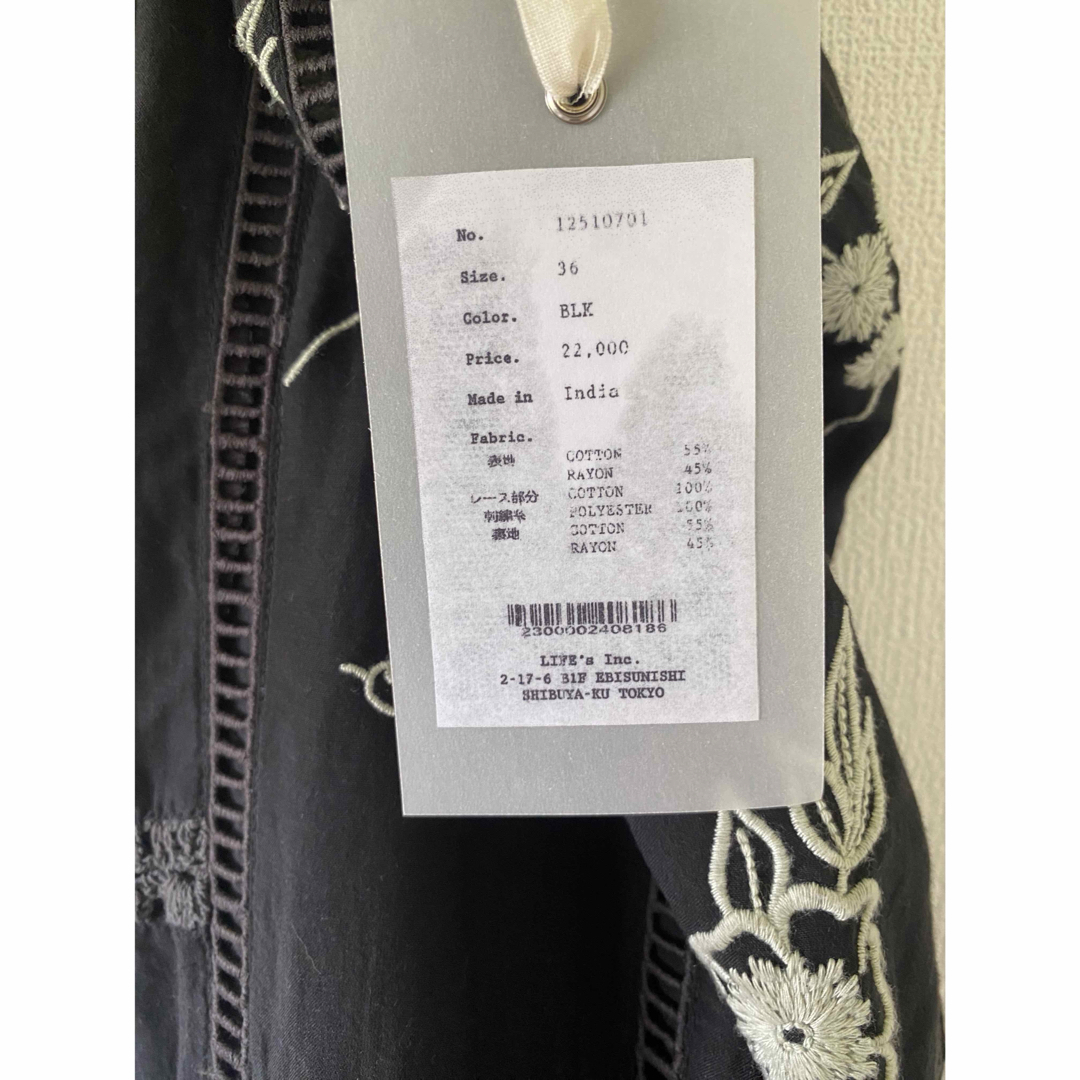 No. 12510701
Size. 36
Color. BLK
Price. 22,000
Made in India
Fabric.
表地 COTTON 55%
RAYON 45%
レース部分 COTTON 100%
刺繍糸 POLYESTER 100%
裏地 COTTON 55%
RAYON 45%
2300002408186
LIFE's Inc.
2-17-6 B1F EBISUNISHI
SHIBUYA-KU TOKYO